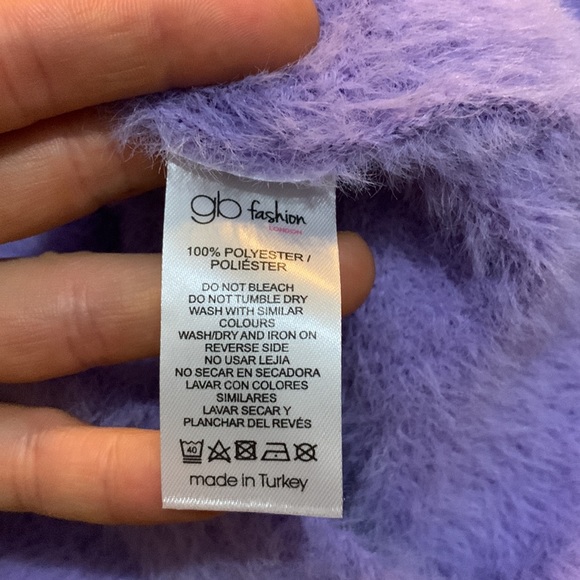 gb fashion
LONDON
100% POLYESTER /
POLIÉSTER
DO NOT BLEACH
DO NOT TUMBLE DRY
WASH WITH SIMILAR
COLOURS
WASH/DRY AND IRON ON
REVERSE SIDE
NO USAR LEJIA
NO SECAR EN SECADORA
LAVAR CON COLORES
SIMILARES
LAVAR SECAR Y
PLANCHAR DEL REVÉS
40
made in Turkey